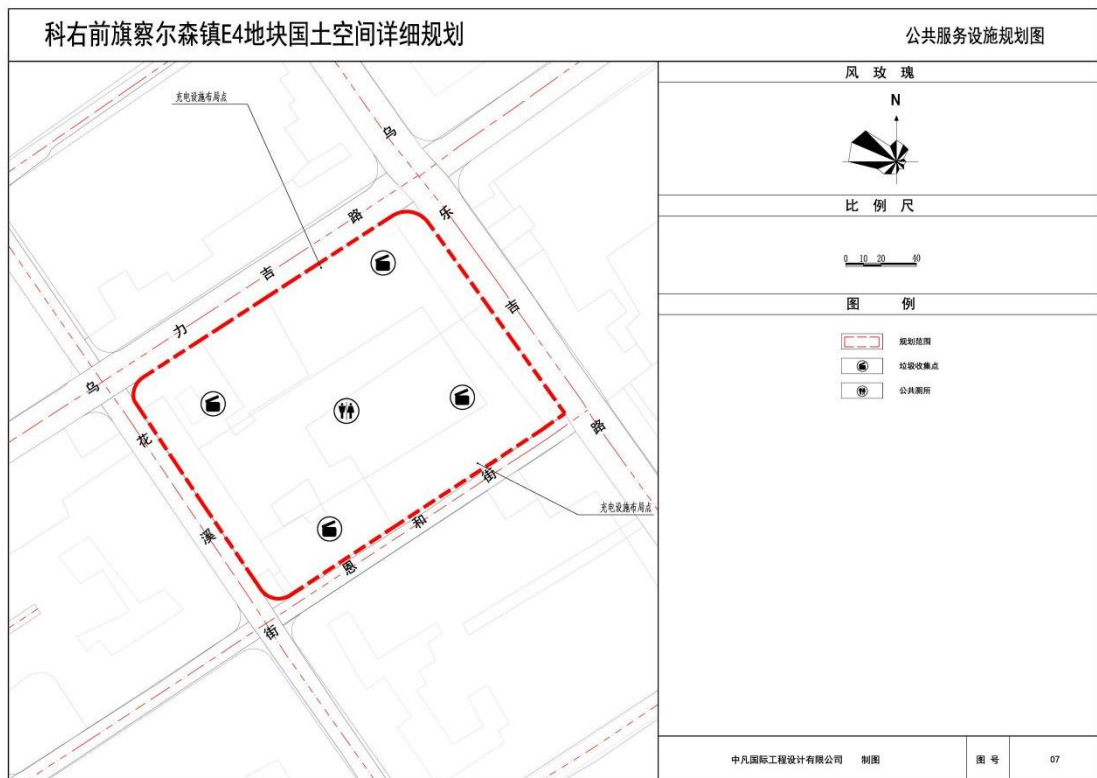 科右前旗察尔森镇E4地块国土空间详细规划
公共服务设施规划图
充电设施布局点
乌力吉路
乌乐吉路
花溪街
恩和街
充电设施布局点
风玫瑰
N
比例尺
0 10 20 40
图例
规划范围
垃圾收集点
公共厕所
中凡国际工程设计有限公司 制图
图号
07